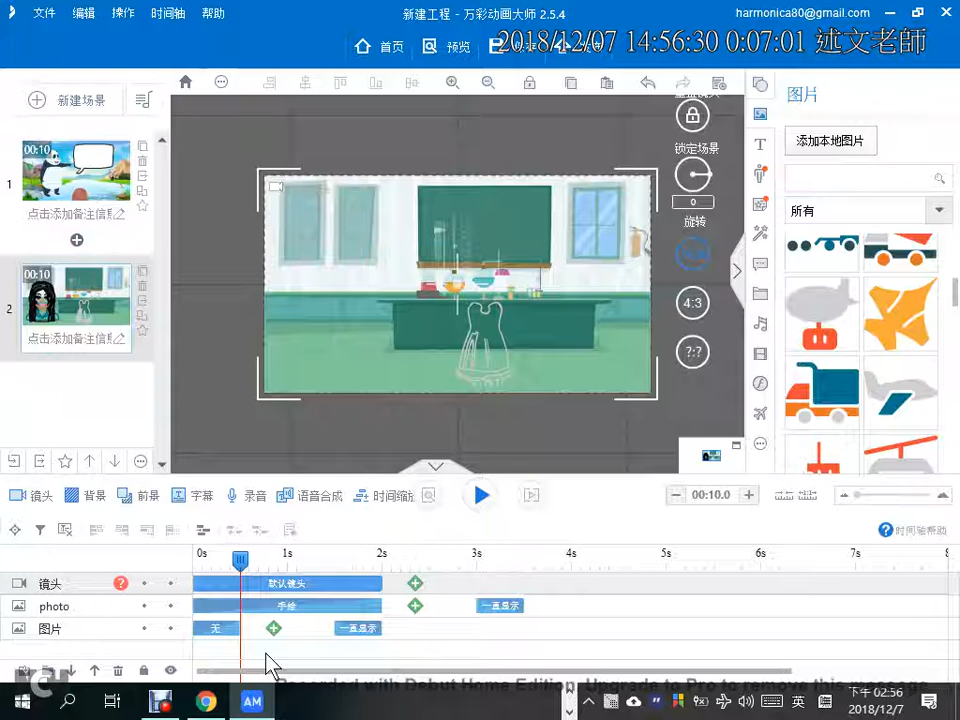 文件 编辑 操作 时间轴 帮助
新建工程 - 万彩动画大师 2.5.4
harmonica80@gmail.com
首页 预览
2018/12/07 14:56:30 0:07:01 述文老師
新建场景
图片
添加本地图片
锁定场景
0
旋转
所有
4:3
?:?
00:10
1
点击添加备注信息
00:10
2
点击添加备注信息
镜头 背景 前景 字幕 录音 语音合成 时间缩
00:10.0
时间轴帮助
0s 1s 2s 3s 4s 5s 6s 7s 8
镜头 ? 默认镜头
photo 手绘 一直显示
图片 无 一直显示
Recorded with Debut Home Edition. Upgrade to Pro to remove this message
AM
英
下午 02:56
2018/12/7